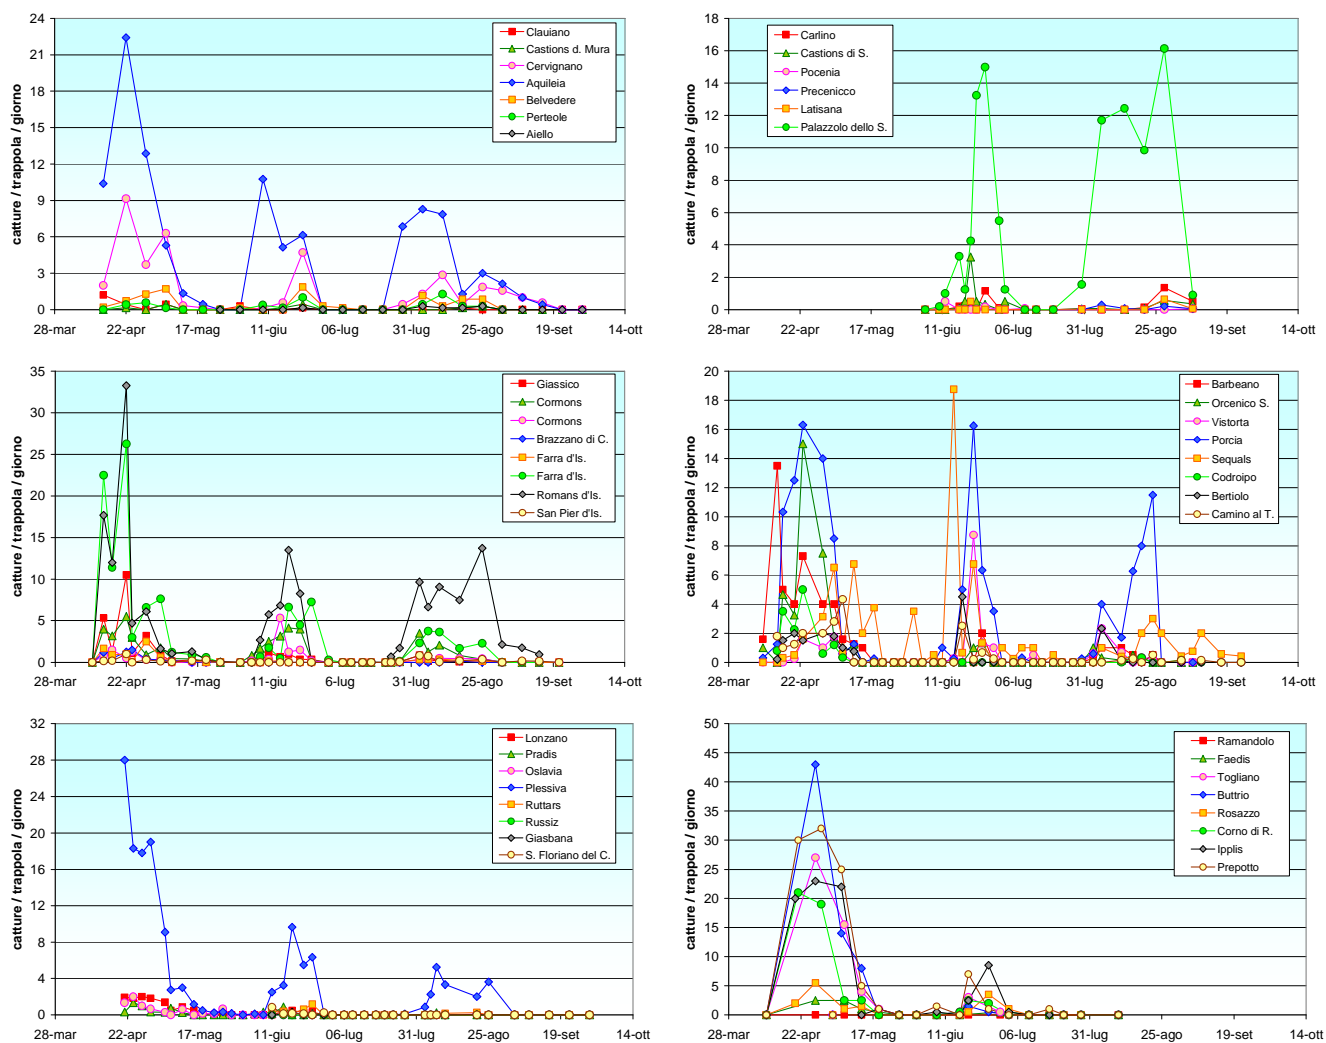 catture / trappola / giorno
24
21
18
15
12
9
6
3
0
28-mar 22-apr 17-mag 11-giu 06-lug 31-lug 25-ago 19-set 14-ott
Clauiano
Castions d. Mura
Cervignano
Aquileia
Belvedere
Perteole
Aiello
catture / trappola / giorno
18
16
14
12
10
8
6
4
2
0
28-mar 22-apr 17-mag 11-giu 06-lug 31-lug 25-ago 19-set 14-ott
Carlino
Castions di S.
Pocenia
Precenicco
Latisana
Palazzolo dello S.
catture / trappola / giorno
35
30
25
20
15
10
5
0
28-mar 22-apr 17-mag 11-giu 06-lug 31-lug 25-ago 19-set 14-ott
Giassico
Cormons
Cormons
Brazzano di C.
Farra d'Is.
Farra d'Is.
Romans d'Is.
San Pier d'Is.
catture / trappola / giorno
20
18
16
14
12
10
8
6
4
2
0
28-mar 22-apr 17-mag 11-giu 06-lug 31-lug 25-ago 19-set 14-ott
Barbeano
Orcenico S.
Vistorta
Porcia
Sequals
Codroipo
Bertiolo
Camino al T.
catture / trappola / giorno
32
28
24
20
16
12
8
4
0
28-mar 22-apr 17-mag 11-giu 06-lug 31-lug 25-ago 19-set 14-ott
Lonzano
Pradis
Oslavia
Plessiva
Ruttars
Russiz
Giasbana
S. Floriano del C.
catture / trappola / giorno
50
45
40
35
30
25
20
15
10
5
0
28-mar 22-apr 17-mag 11-giu 06-lug 31-lug 25-ago 19-set 14-ott
Ramandolo
Faedis
Togliano
Buttrio
Rosazzo
Corno di R.
Ipplis
Prepotto